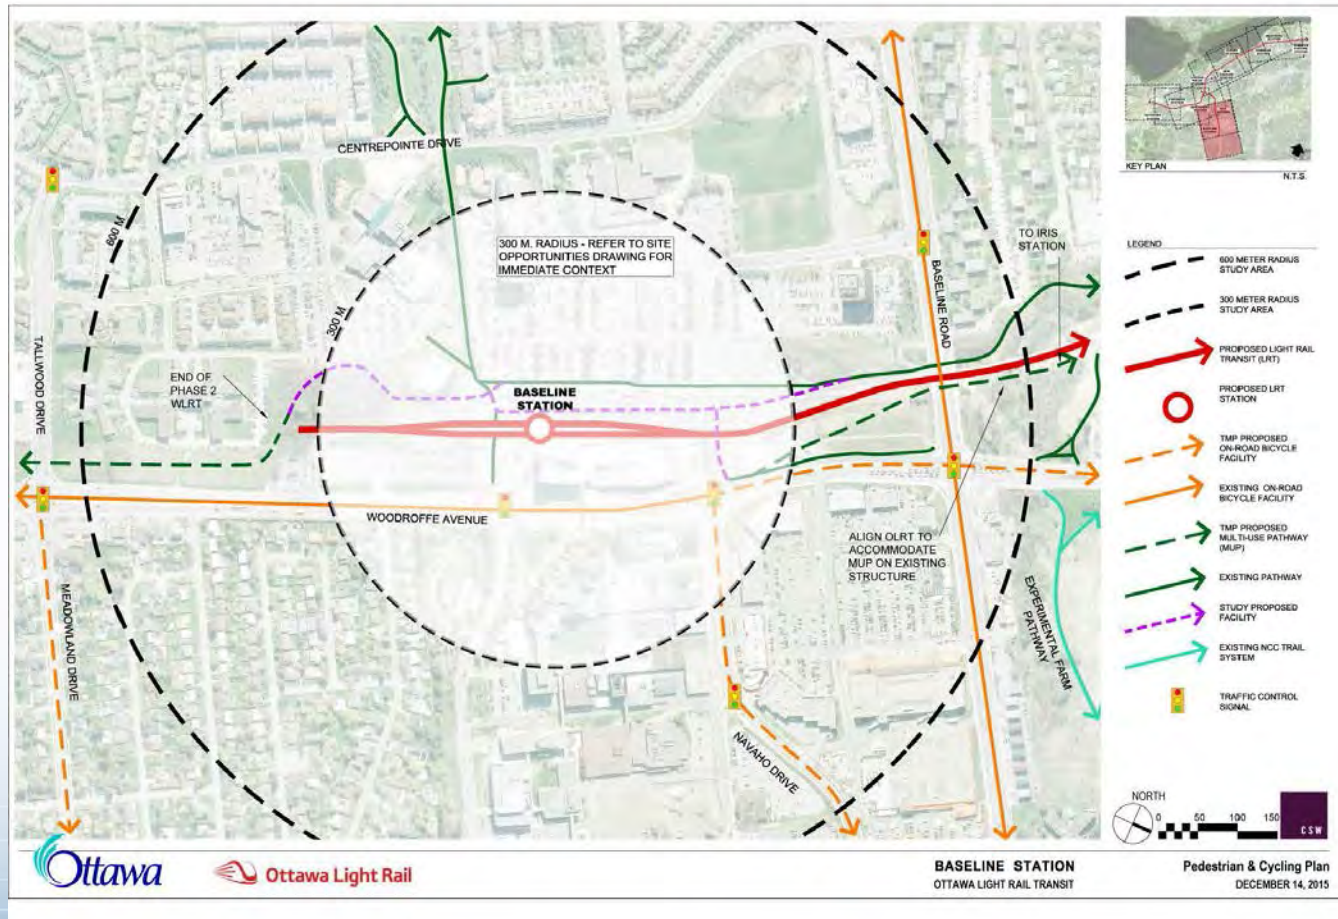 CENTREPOINTE DRIVE
600 M
300 M. RADIUS - REFER TO SITE
OPPORTUNITIES DRAWING FOR
IMMEDIATE CONTEXT
300 M
TO IRIS
STATION
BASELINE ROAD
TALLWOOD DRIVE
END OF
PHASE 2
WLRT
BASELINE
STATION
WOODROFFE AVENUE
ALIGN OLRT TO
ACCOMMODATE
MUP ON EXISTING
STRUCTURE
MEADOWLAND DRIVE
EXPERIMENTAL FARM
PATHWAY
NAVAHO DRIVE
KEY PLAN
N.T.S.
LEGEND
600 METER RADIUS
STUDY AREA
300 METER RADIUS
STUDY AREA
PROPOSED LIGHT RAIL
TRANSIT (LRT)
PROPOSED LRT
STATION
TMP PROPOSED
ON-ROAD BICYCLE
FACILITY
EXISTING ON-ROAD
BICYCLE FACILITY
TMP PROPOSED
MULTI-USE PATHWAY
(MUP)
EXISTING PATHWAY
STUDY PROPOSED
FACILITY
EXISTING NCC TRAIL
SYSTEM
TRAFFIC CONTROL
SIGNAL
NORTH
0 50 100 150
CSW
Ottawa
Ottawa Light Rail
BASELINE STATION
OTTAWA LIGHT RAIL TRANSIT
Pedestrian & Cycling Plan
DECEMBER 14, 2015